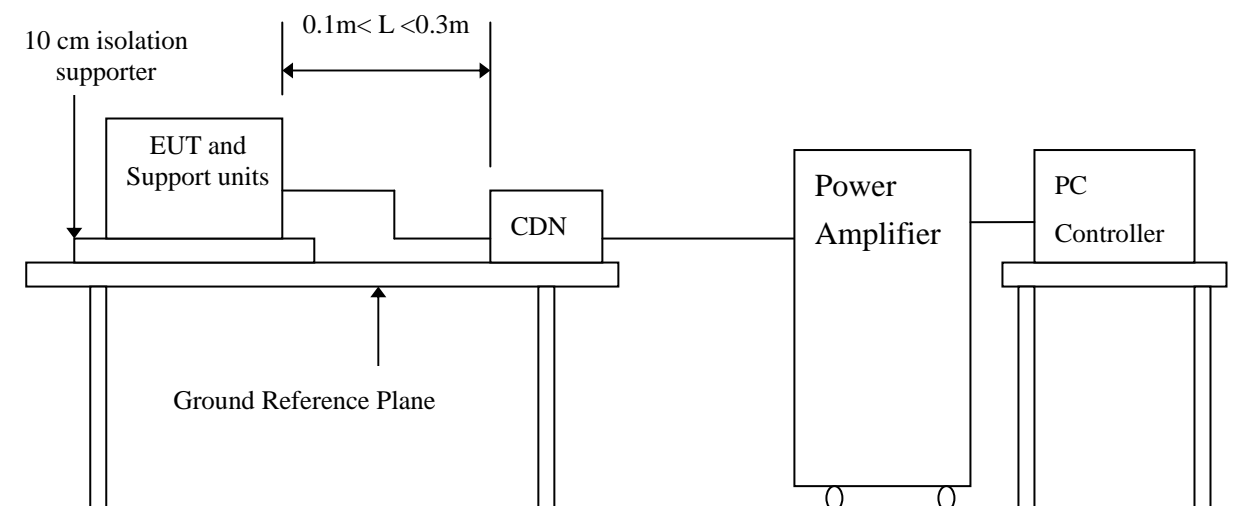 0.1m< L <0.3m
10 cm isolation
supporter
EUT and
Support units
CDN
Power
Amplifier
PC
Controller
Ground Reference Plane